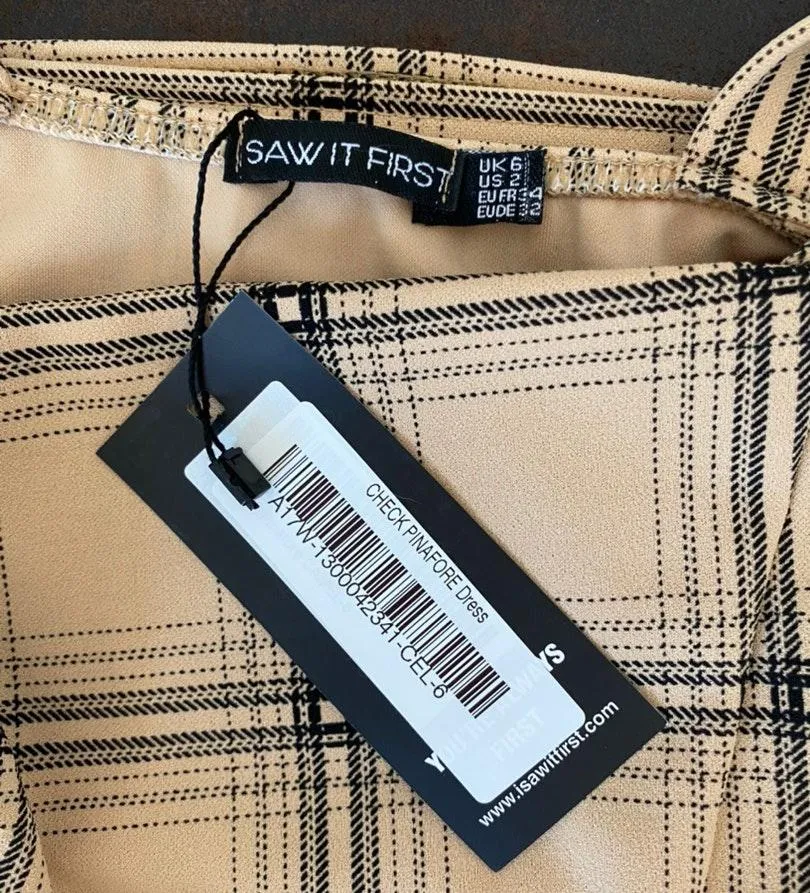 SAW IT FIRST
UK 6
US 2
EU FR 34
EU DE 32
CHECK PINAFORE Dress
A17W-1300042341-CEL-6
YOU'RE ALWAYS
FIRST
www.isawitfirst.com